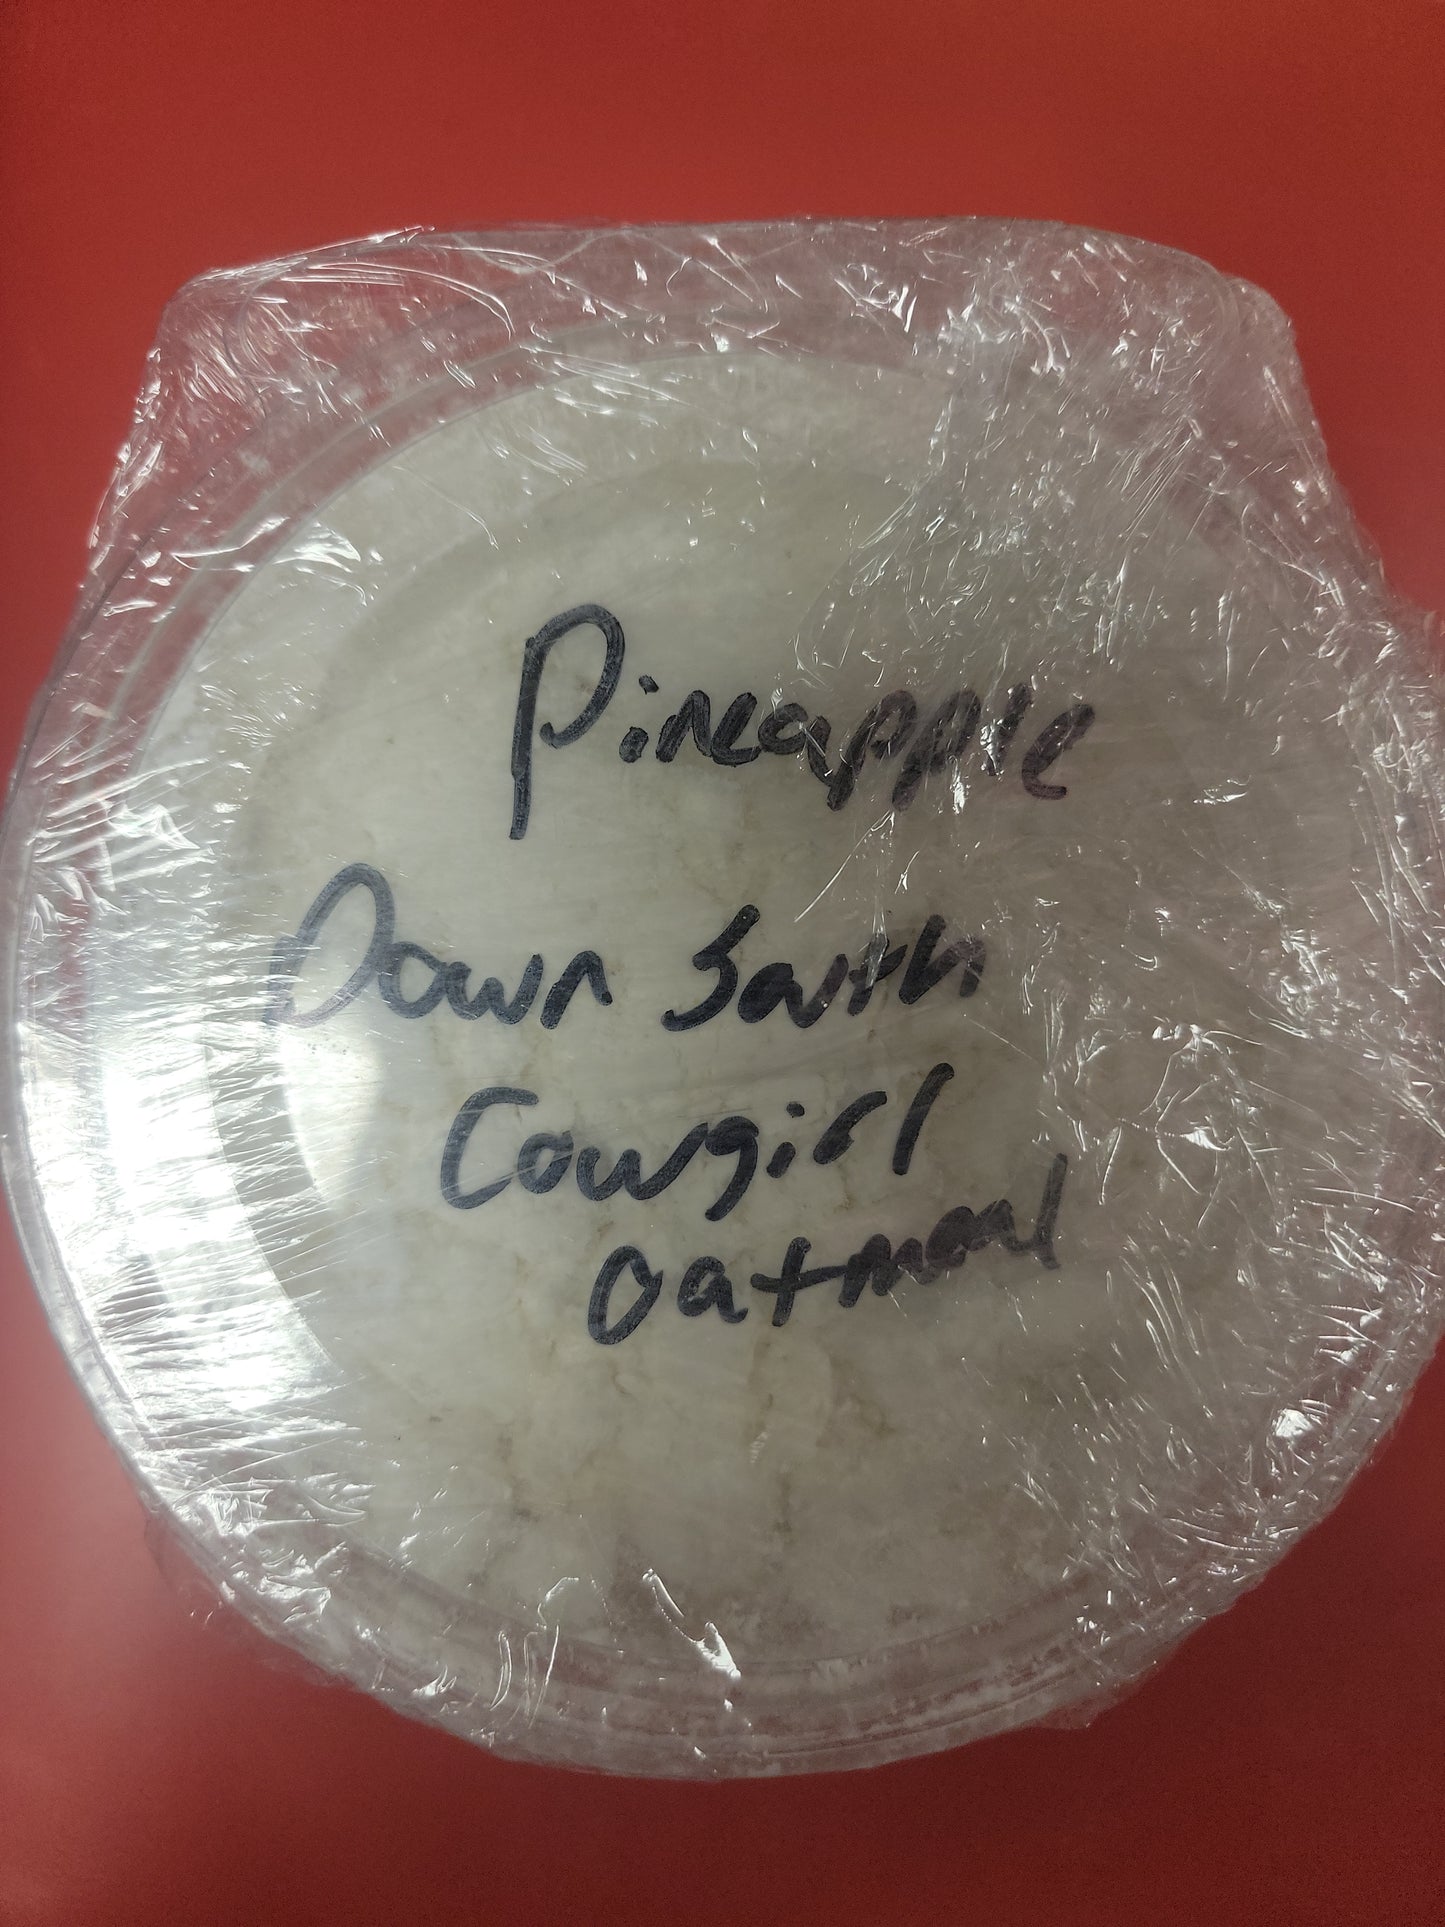 Pineapple
Down South
Cowgirl
Oatmeal